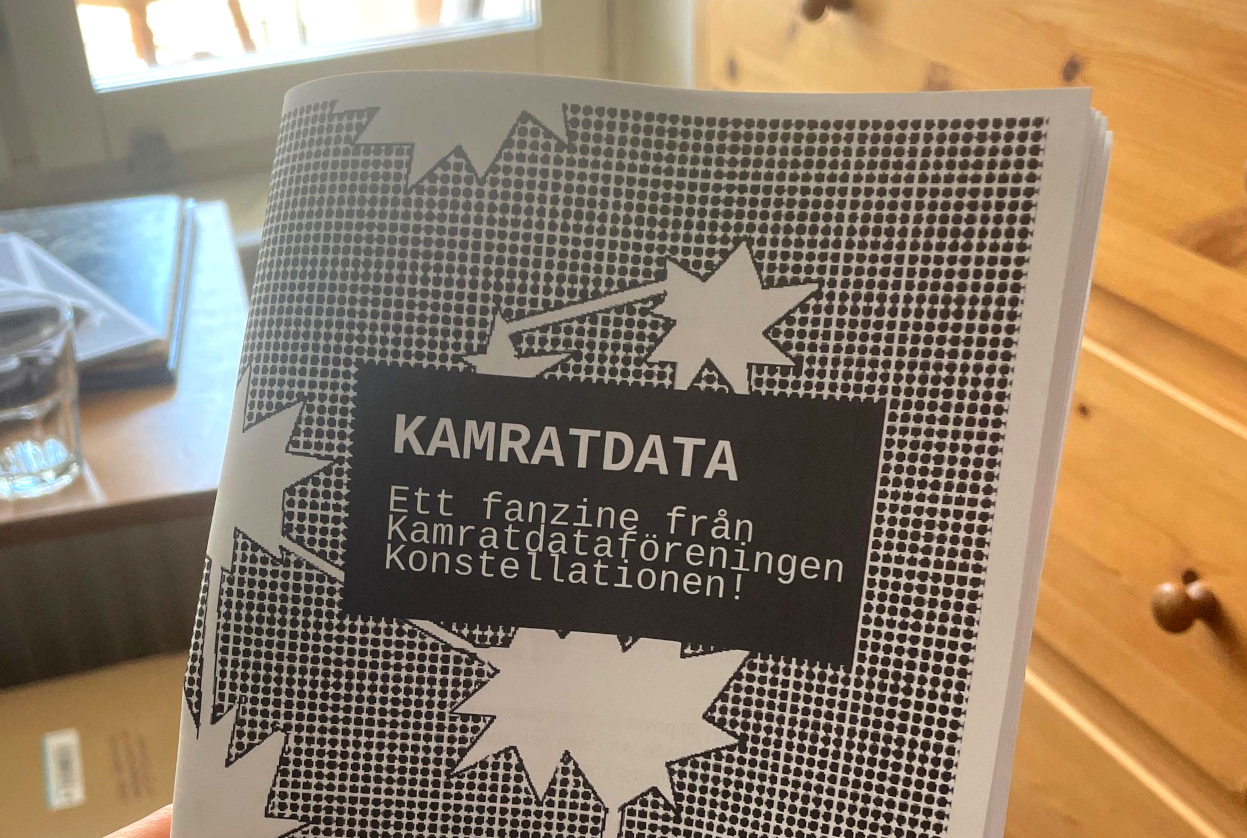 KAMRATDATA
Ett fanzine från
Kamratdataföreningen
Konstellationen!